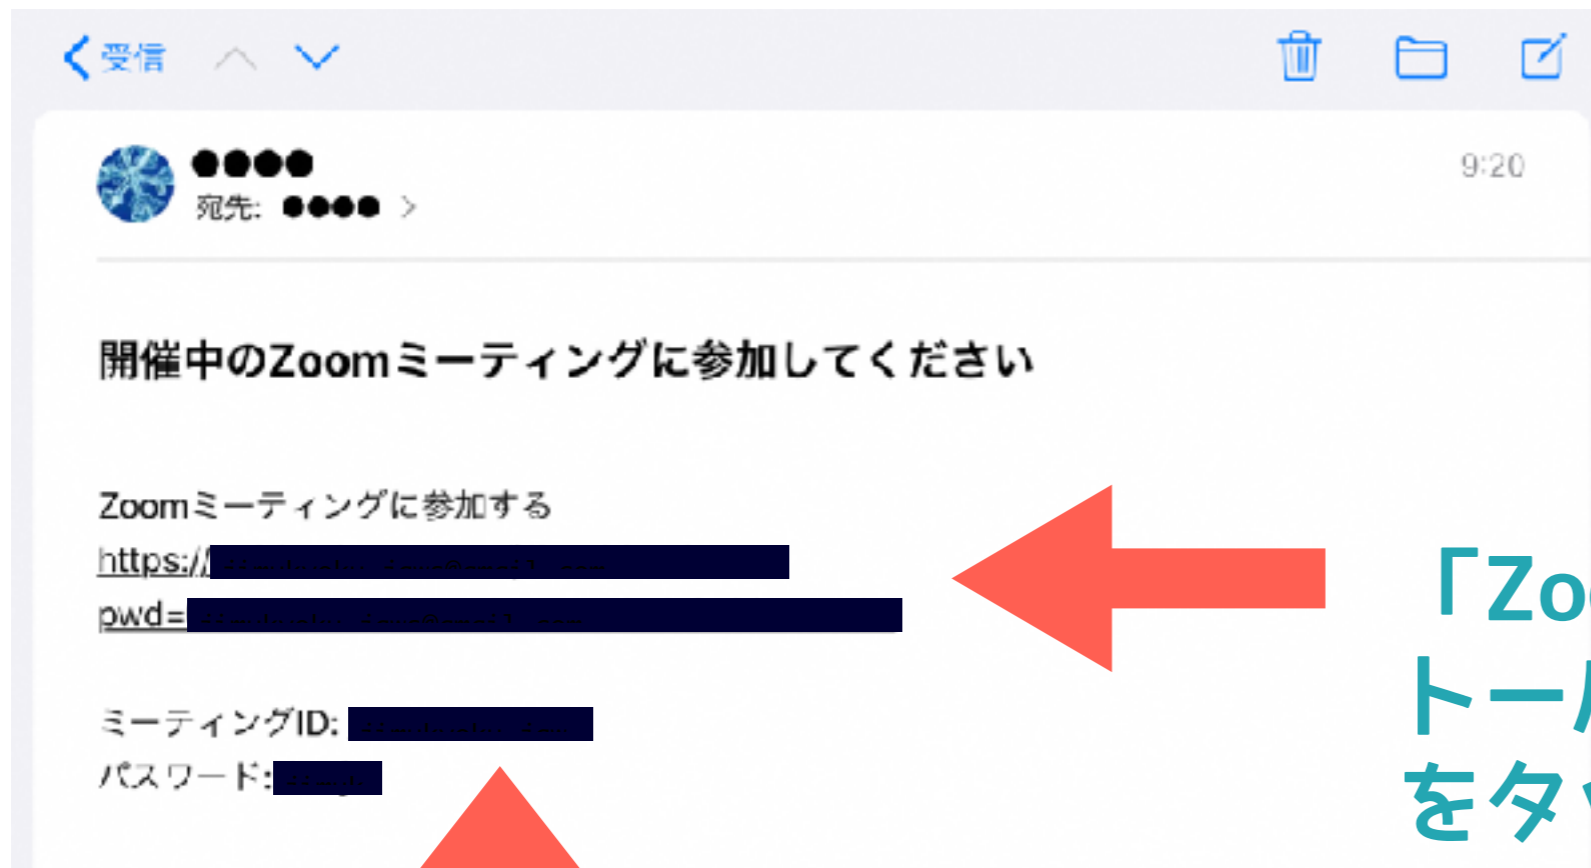 受信
●●●●
9:20
宛先: ●●●●
開催中のZoomミーティングに参加してください
Zoomミーティングに参加する
https://
pwd=
ミーティングID:
パスワード:
「Zo
トール
をタ